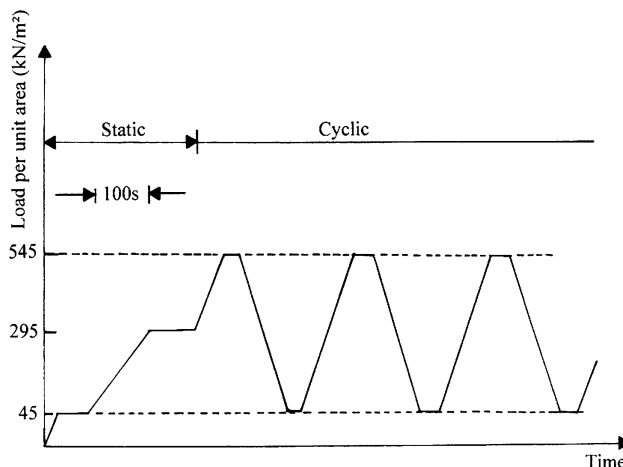 Load per unit area (kN/m²)
Static
Cyclic
100s
545
295
45
Time